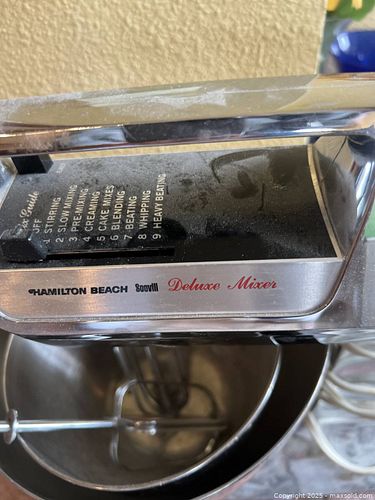 Guide
OFF
1 STIRRING
2 SLOW MIXING
3 PRE-MIXING
4 CREAMING
5 CAKE MIXES
6 BLENDING
7 BEATING
8 WHIPPING
9 HEAVY BEATING
HAMILTON BEACH Scovill Deluxe Mixer
Copyright 2025 - maxsold.com